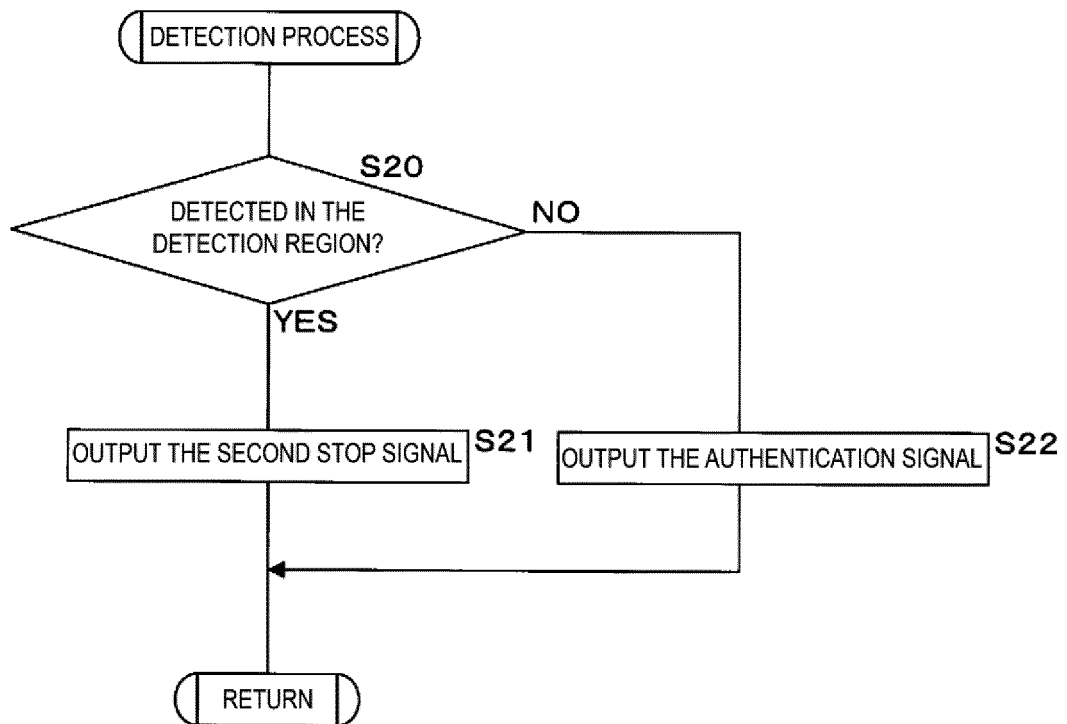 DETECTION PROCESS
S20
DETECTED IN THE
DETECTION REGION?
NO
YES
OUTPUT THE SECOND STOP SIGNAL
S21
OUTPUT THE AUTHENTICATION SIGNAL
S22
RETURN